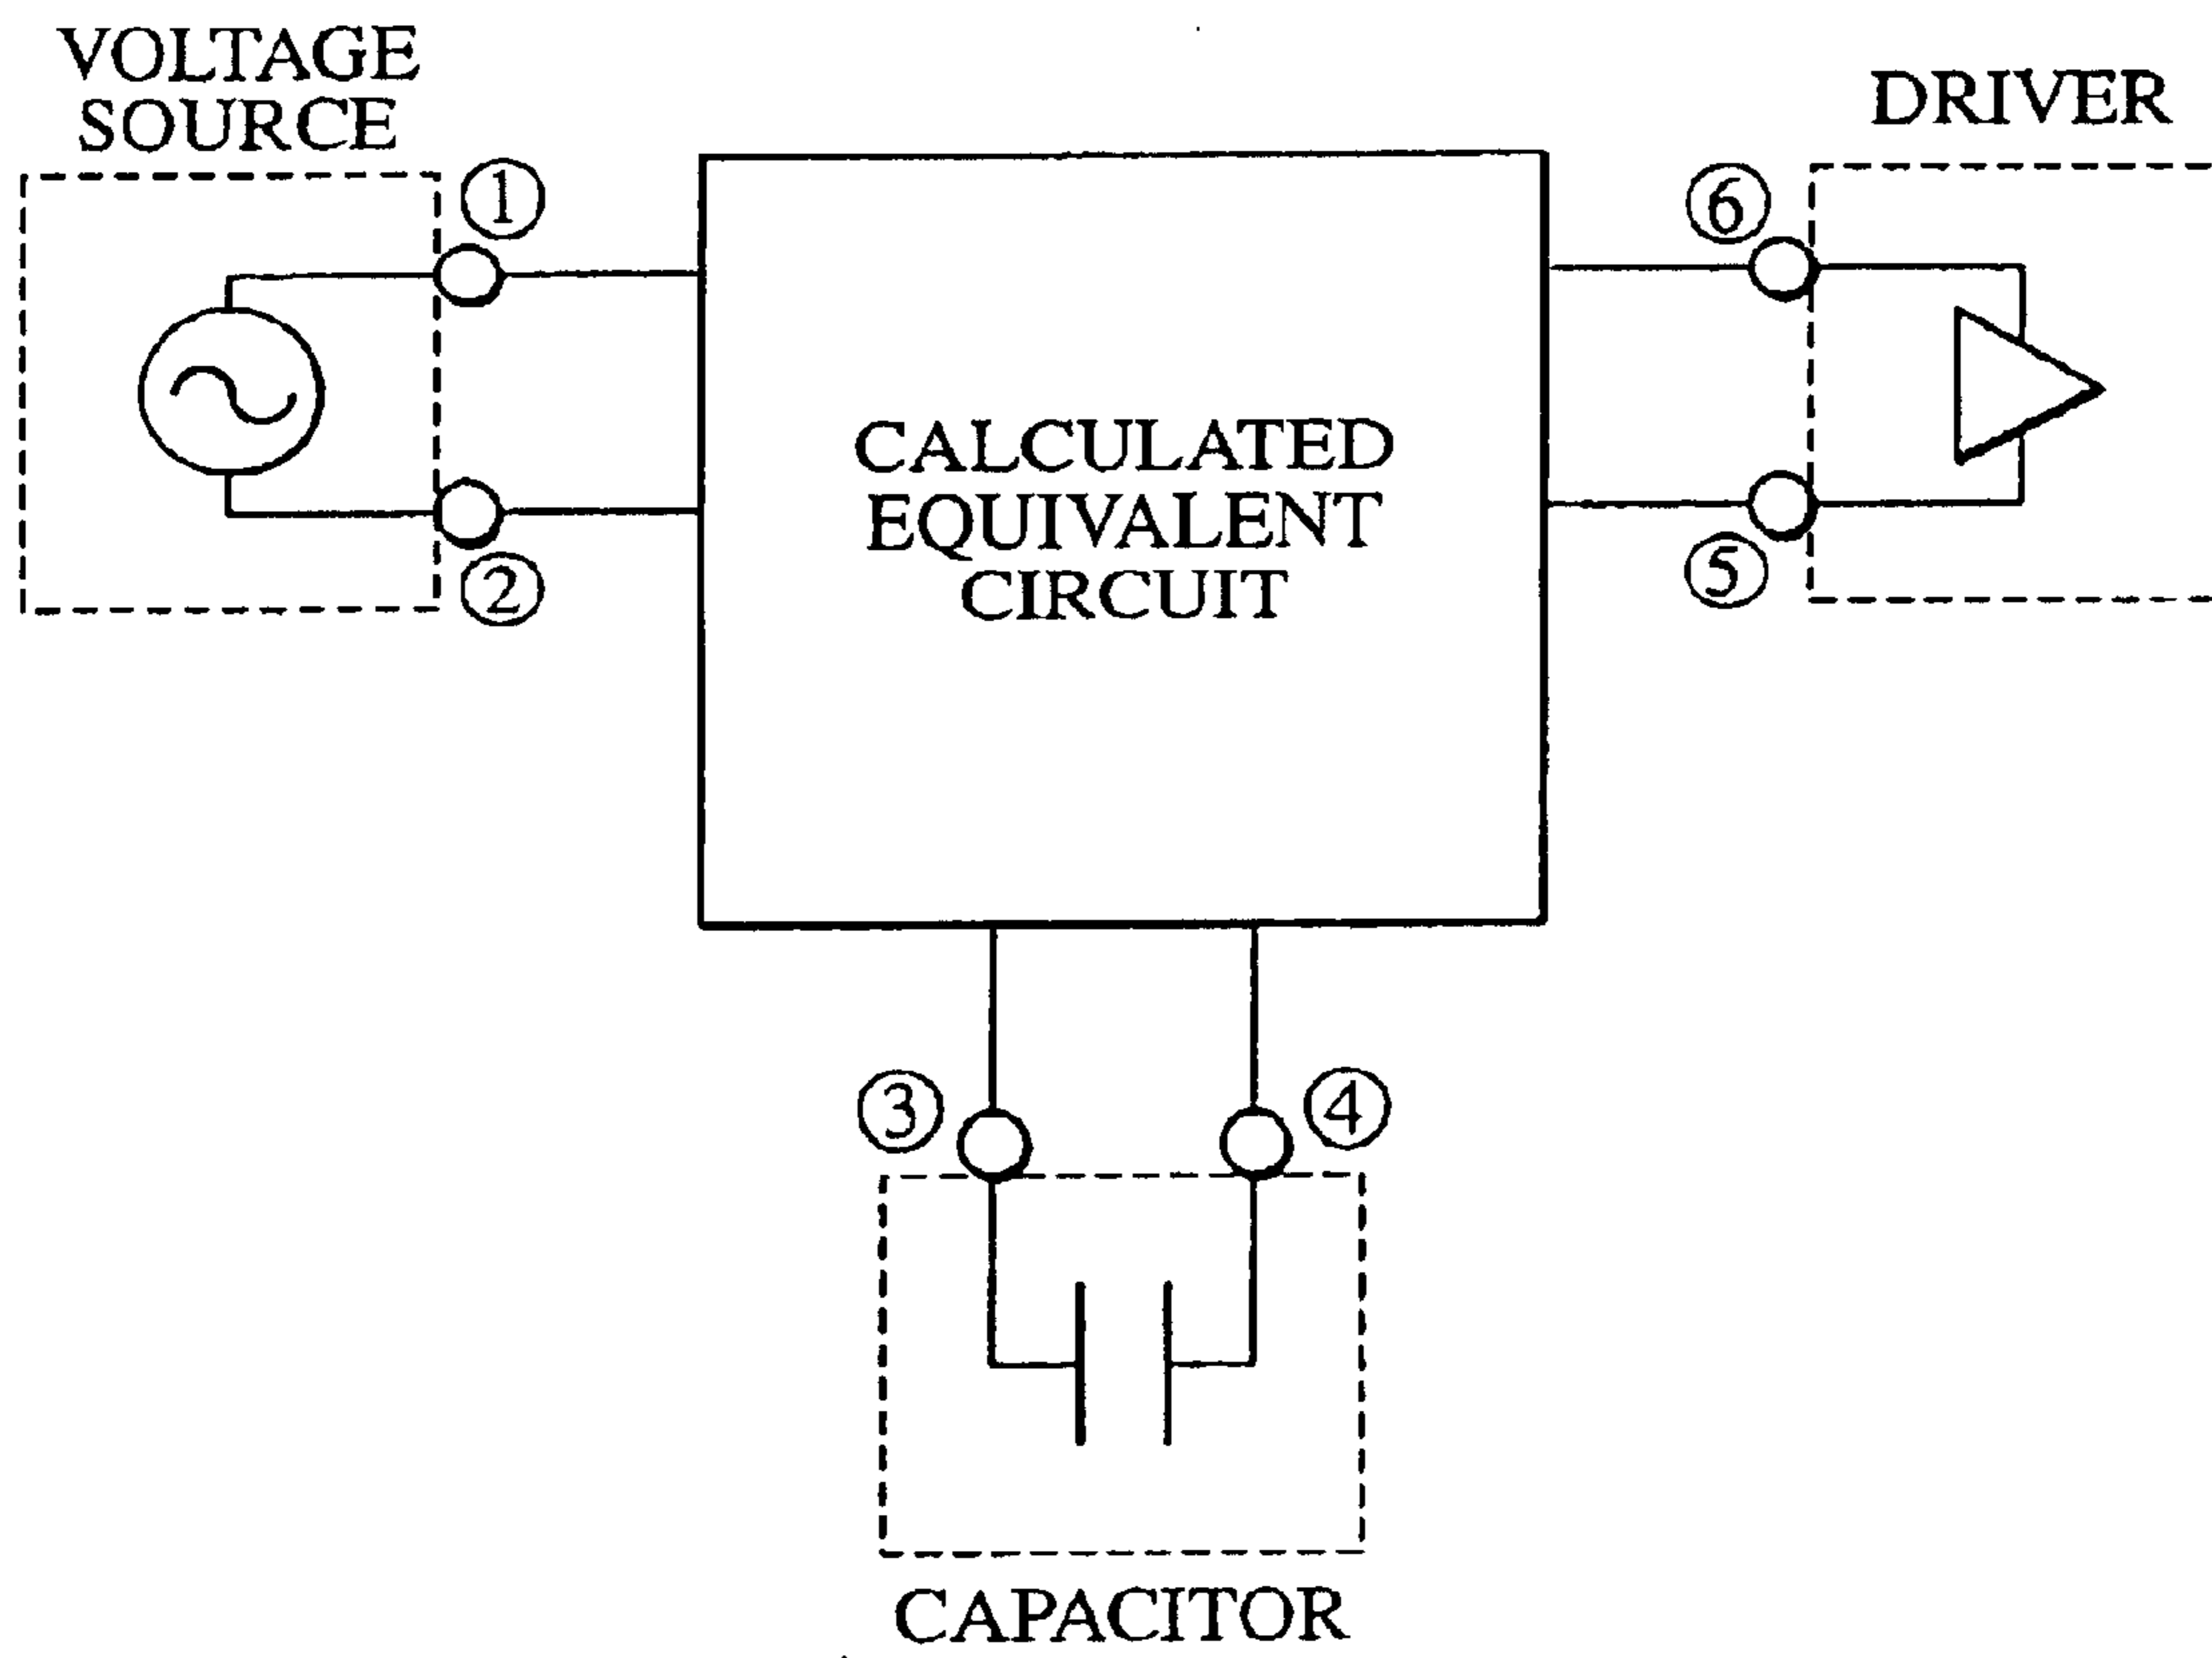 VOLTAGE
SOURCE
DRIVER
①
⑥
CALCULATED
EQUIVALENT
CIRCUIT
②
⑤
③
④
CAPACITOR